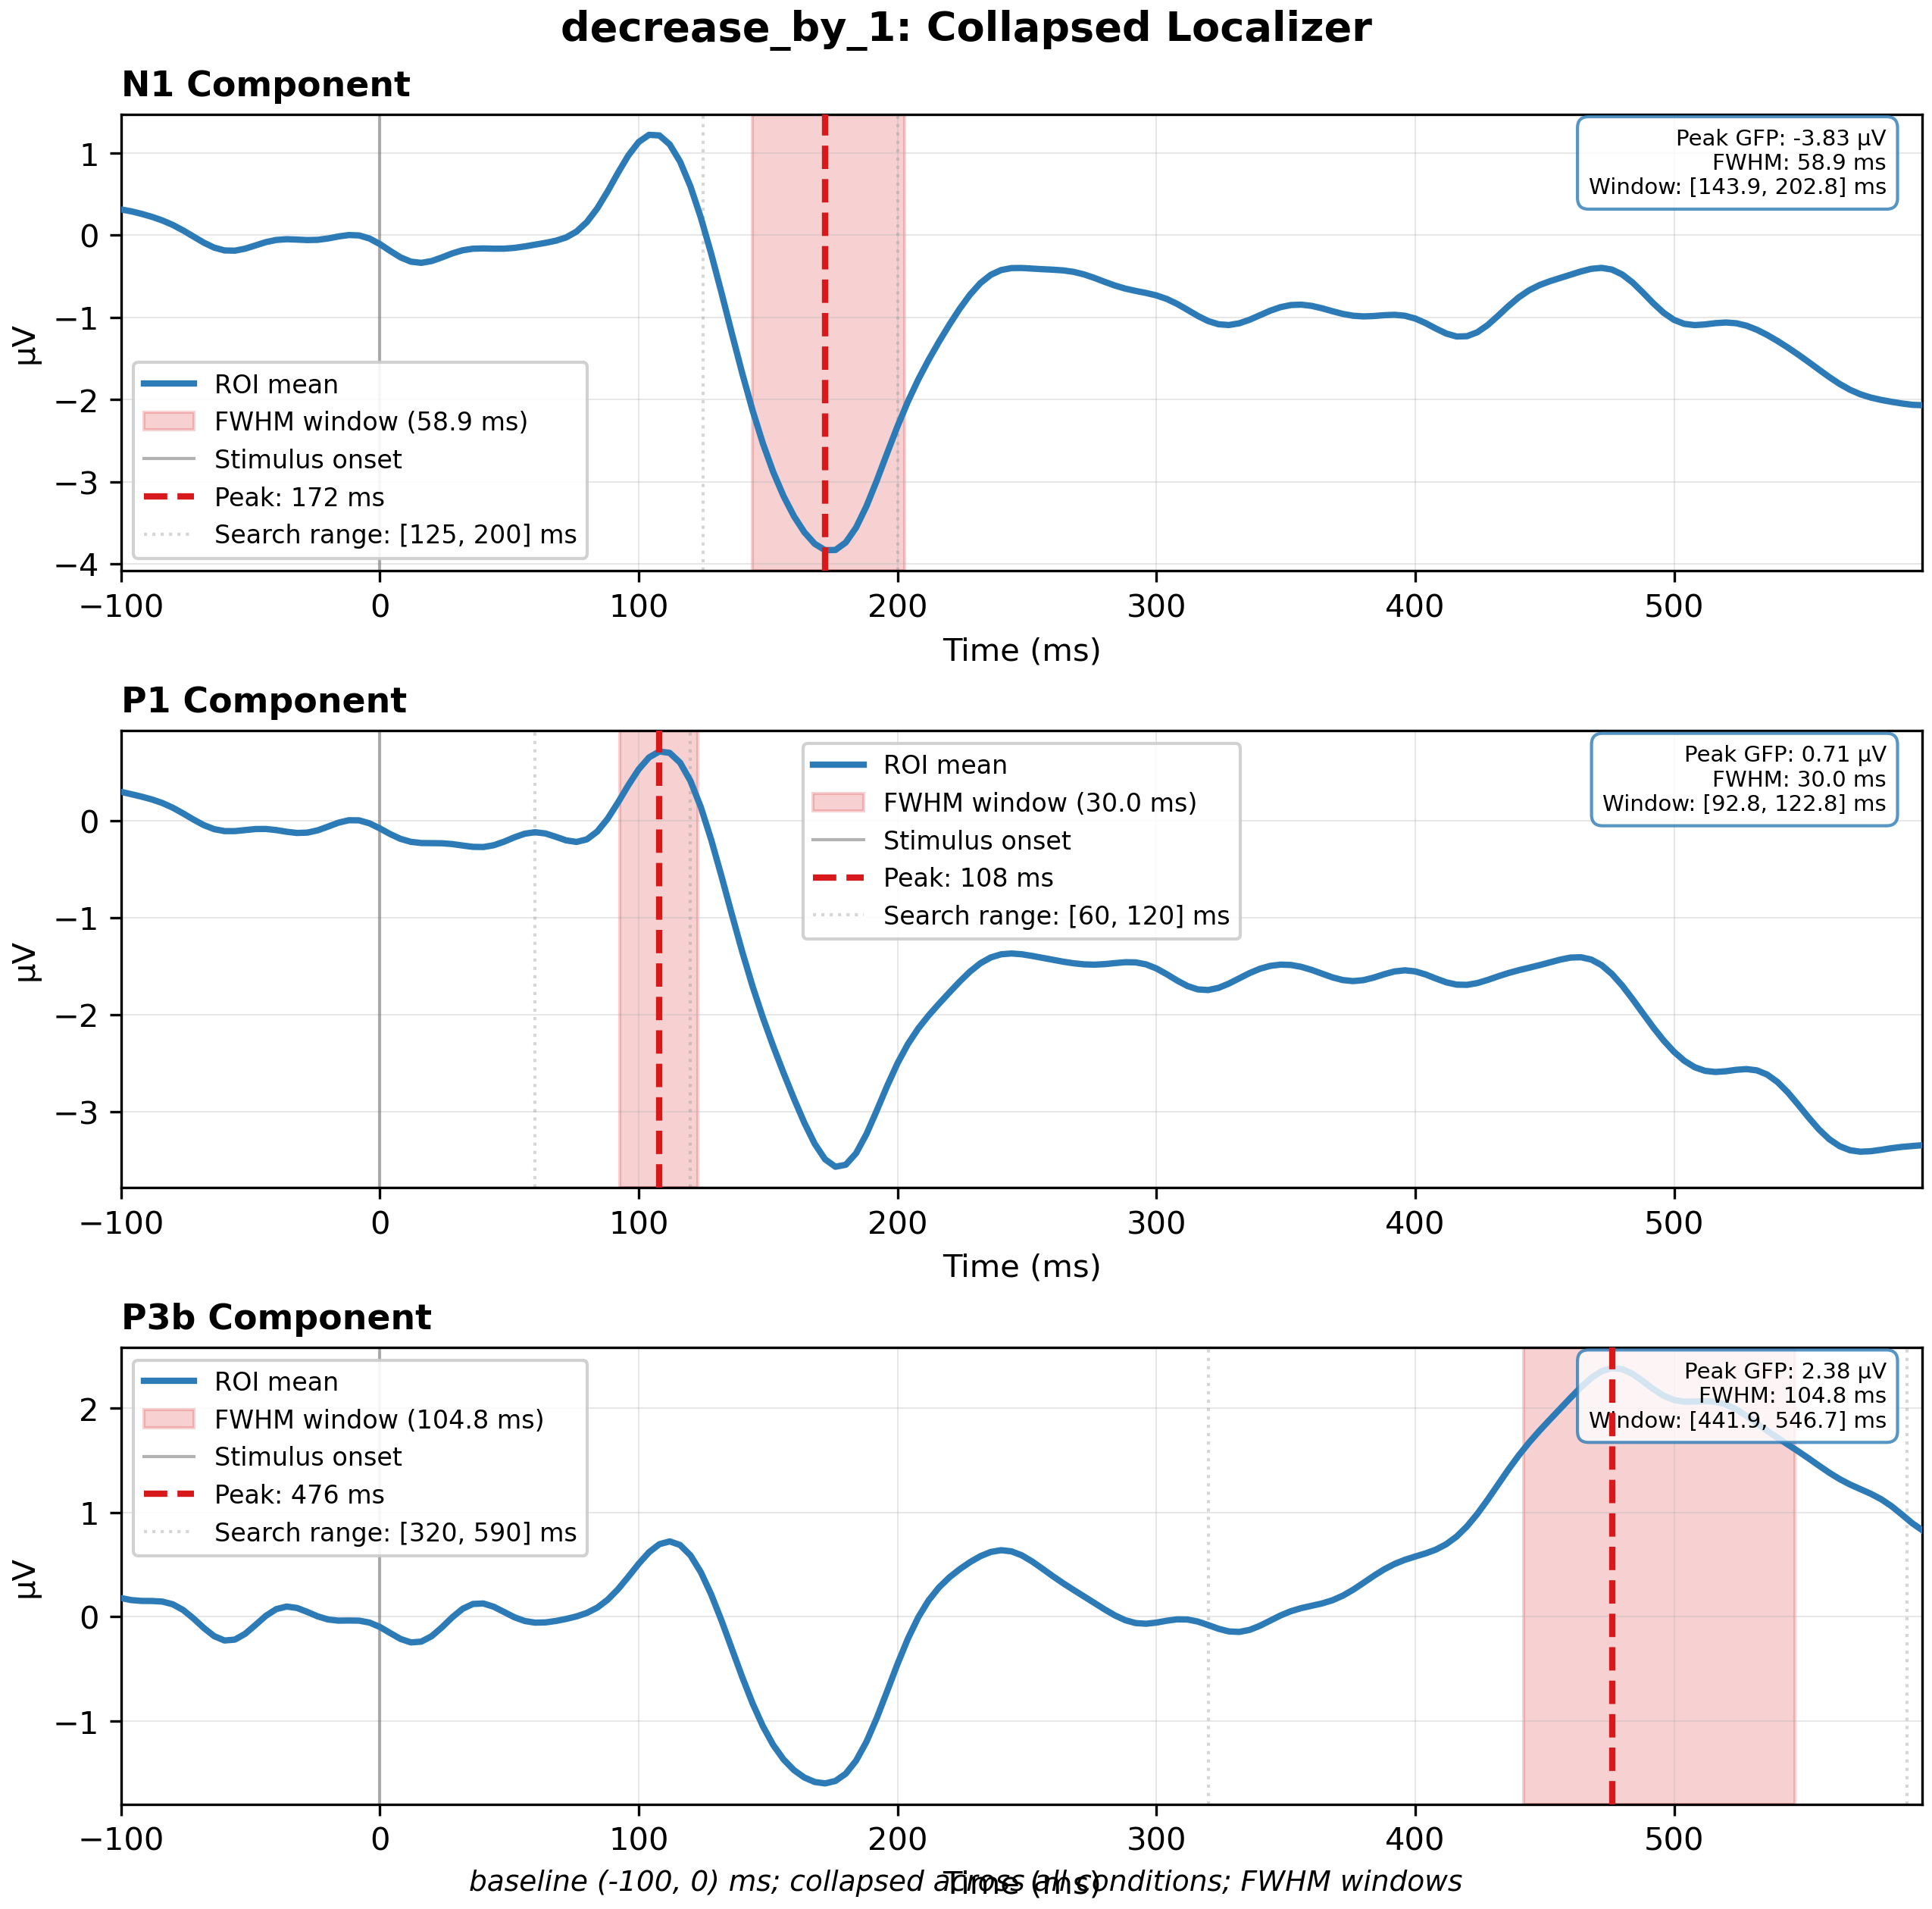 decrease_by_1: Collapsed Localizer
N1 Component
Peak GFP: -3.83 µV
FWHM: 58.9 ms
Window: [143.9, 202.8] ms
1
0
−1
−2
−3
−4
µV
ROI mean
FWHM window (58.9 ms)
Stimulus onset
Peak: 172 ms
Search range: [125, 200] ms
−100 0 100 200 300 400 500
Time (ms)
P1 Component
Peak GFP: 0.71 µV
FWHM: 30.0 ms
Window: [92.8, 122.8] ms
ROI mean
FWHM window (30.0 ms)
Stimulus onset
Peak: 108 ms
Search range: [60, 120] ms
0
−1
−2
−3
µV
−100 0 100 200 300 400 500
Time (ms)
P3b Component
ROI mean
FWHM window (104.8 ms)
Stimulus onset
Peak: 476 ms
Search range: [320, 590] ms
Peak GFP: 2.38 µV
FWHM: 104.8 ms
Window: [441.9, 546.7] ms
2
1
0
−1
µV
−100 0 100 200 300 400 500
Time (ms)
baseline (-100, 0) ms; collapsed across all conditions; FWHM windows